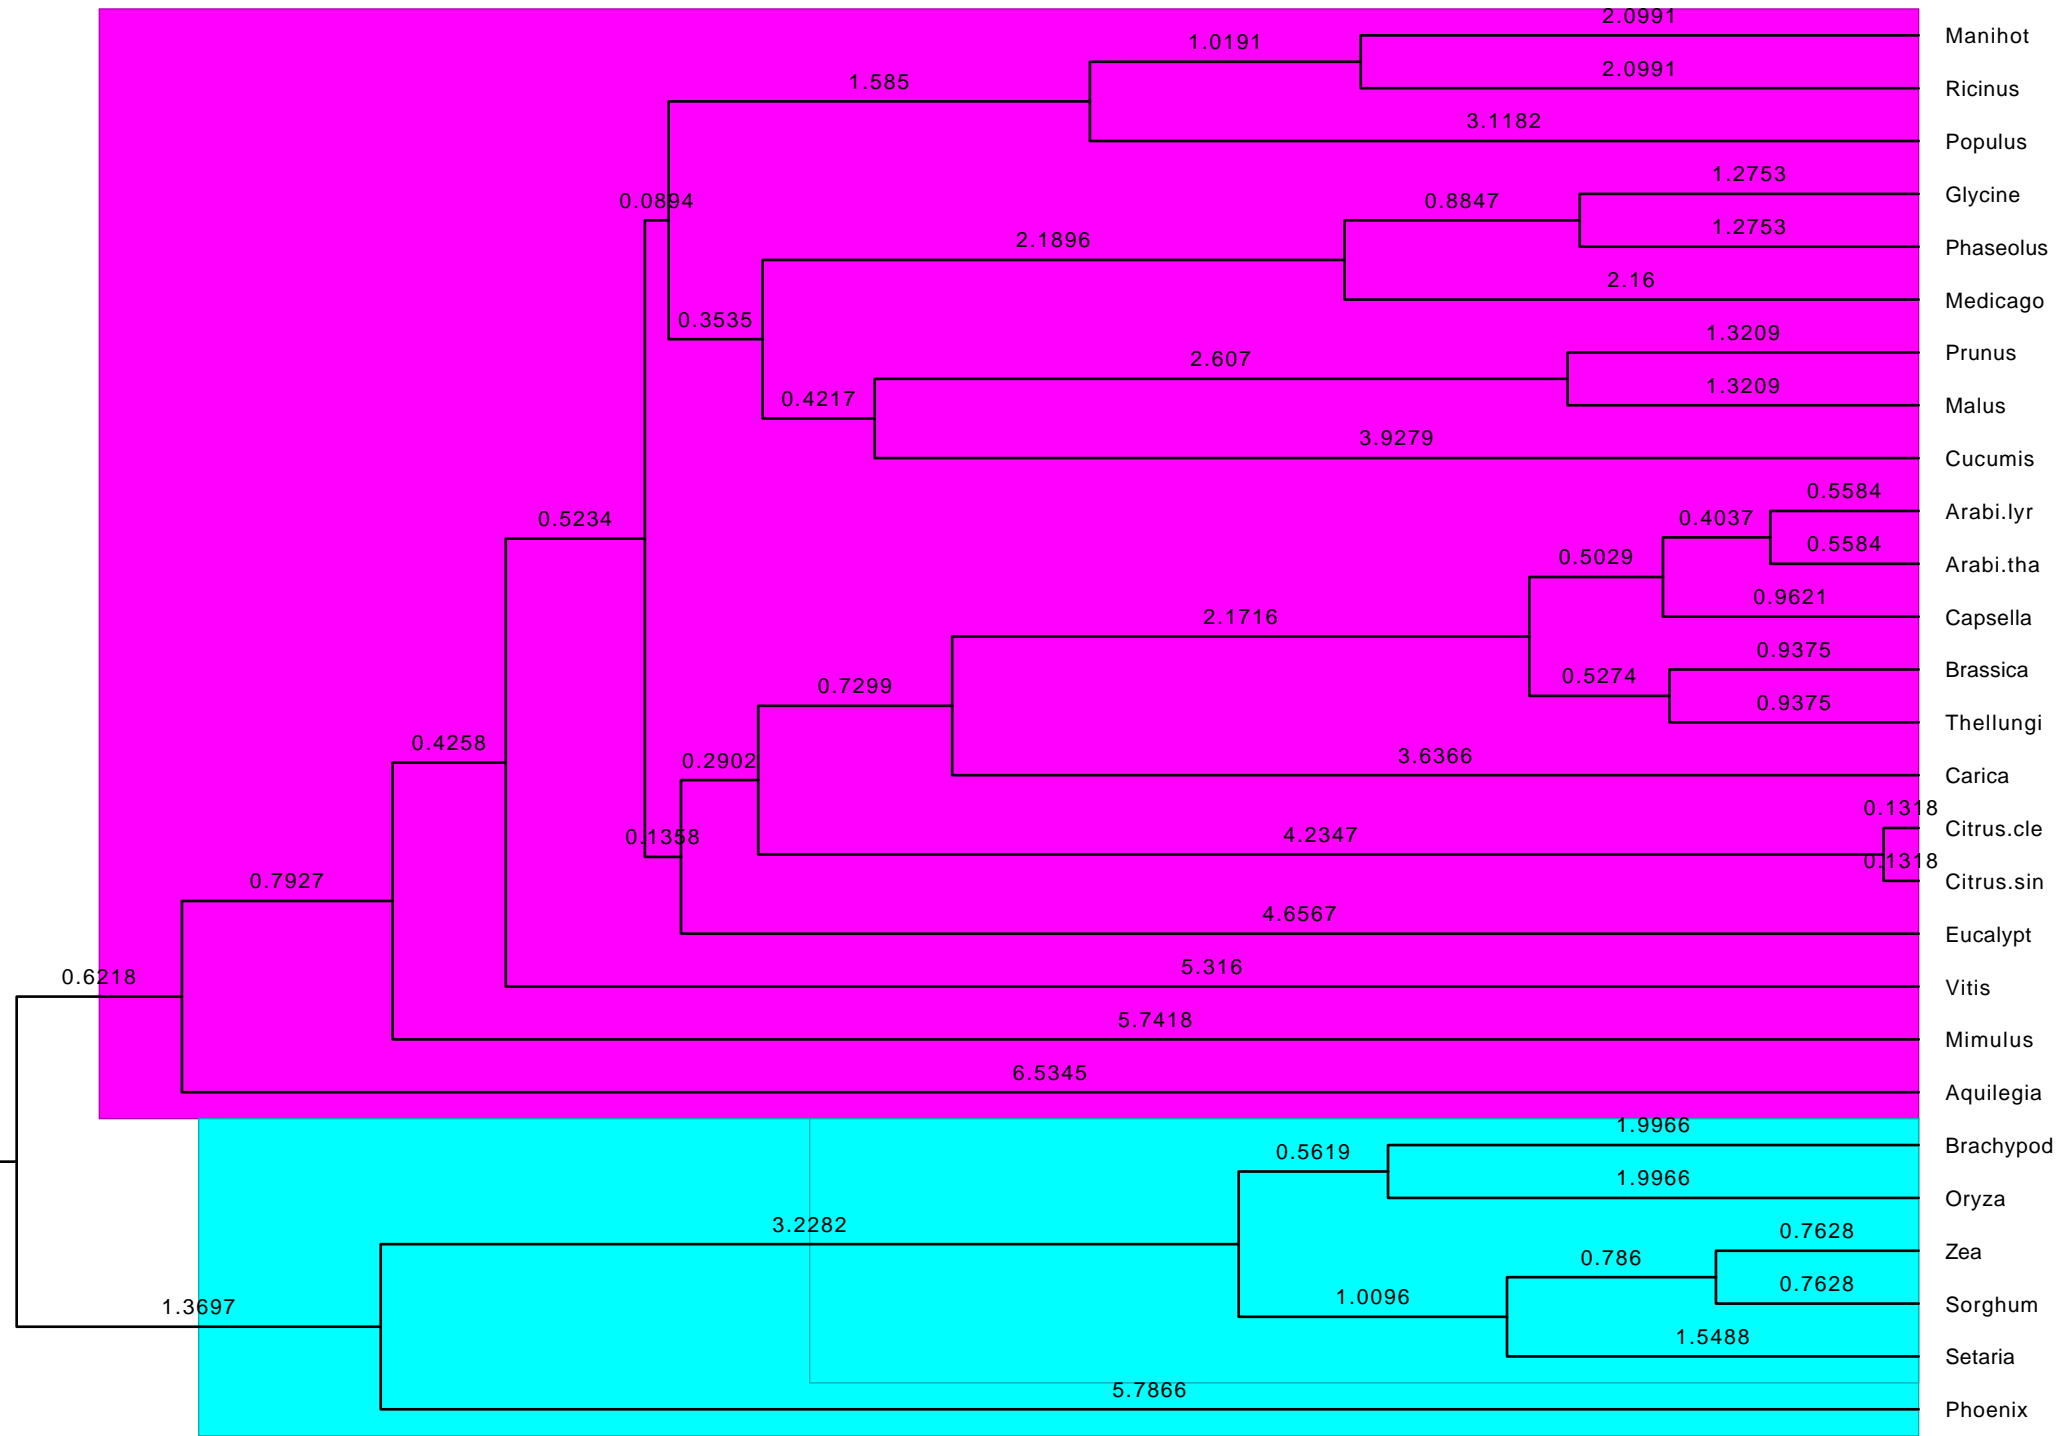 2.0991
Manihot
1.0191
2.0991
Ricinus
1.585
3.1182
Populus
1.2753
Glycine
0.0894
0.8847
1.2753
Phaseolus
2.1896
2.16
Medicago
0.3535
1.3209
Prunus
2.607
1.3209
Malus
0.4217
3.9279
Cucumis
0.5584
Arabi.lyr
0.5234
0.4037
0.5584
Arabi.tha
0.5029
0.9621
Capsella
2.1716
0.9375
Brassica
0.7299
0.5274
0.9375
Thellungi
0.4258
0.2902
3.6366
Carica
0.1318
Citrus.cle
0.1358
4.2347
0.1318
Citrus.sin
0.7927
4.6567
Eucalypt
0.6218
5.316
Vitis
5.7418
Mimulus
6.5345
Aquilegia
1.9966
Brachypod
0.5619
1.9966
Oryza
3.2282
0.7628
Zea
0.786
0.7628
Sorghum
1.3697
1.0096
1.5488
Setaria
5.7866
Phoenix